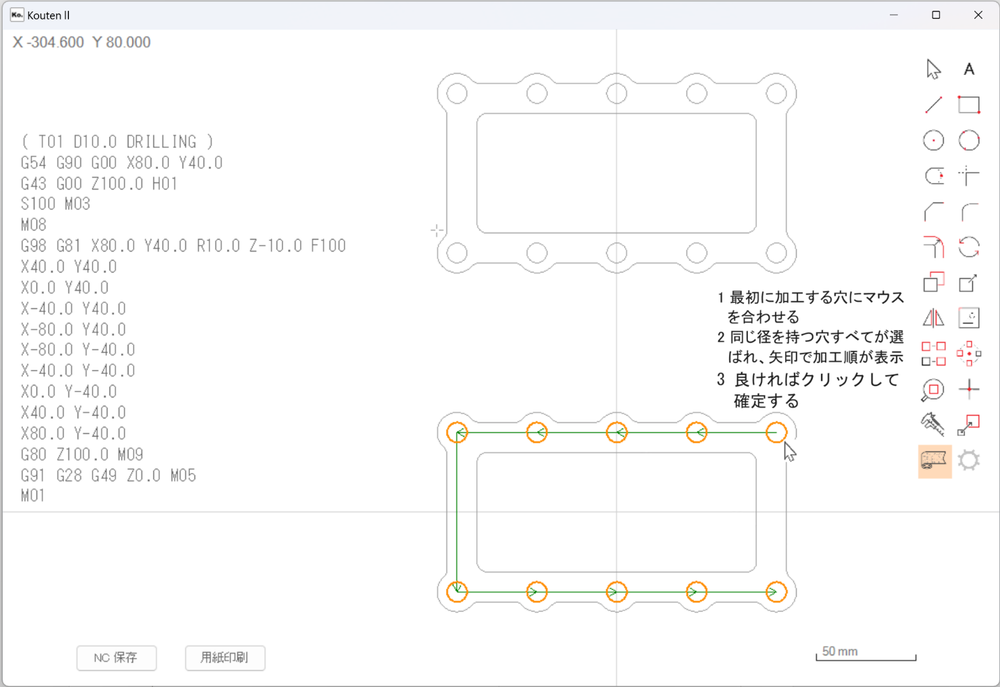 Ko.
Kouten II
X -304.600 Y 80.000
A
( T01 D10.0 DRILLING )
G54 G90 G00 X80.0 Y40.0
G43 G00 Z100.0 H01
S100 M03
M08
G98 G81 X80.0 Y40.0 R10.0 Z-10.0 F100
X40.0 Y40.0
X0.0 Y40.0
X-40.0 Y40.0
X-80.0 Y40.0
X-80.0 Y-40.0
X-40.0 Y-40.0
X0.0 Y-40.0
X40.0 Y-40.0
X80.0 Y-40.0
G80 Z100.0 M09
G91 G28 G49 Z0.0 M05
M01
1 最初に加工する穴にマウス
を合わせる
2 同じ径を持つ穴すべてが選
ばれ、矢印で加工順が表示
3 良ければクリックして
確定する
NC 保存
用紙印刷
50 mm